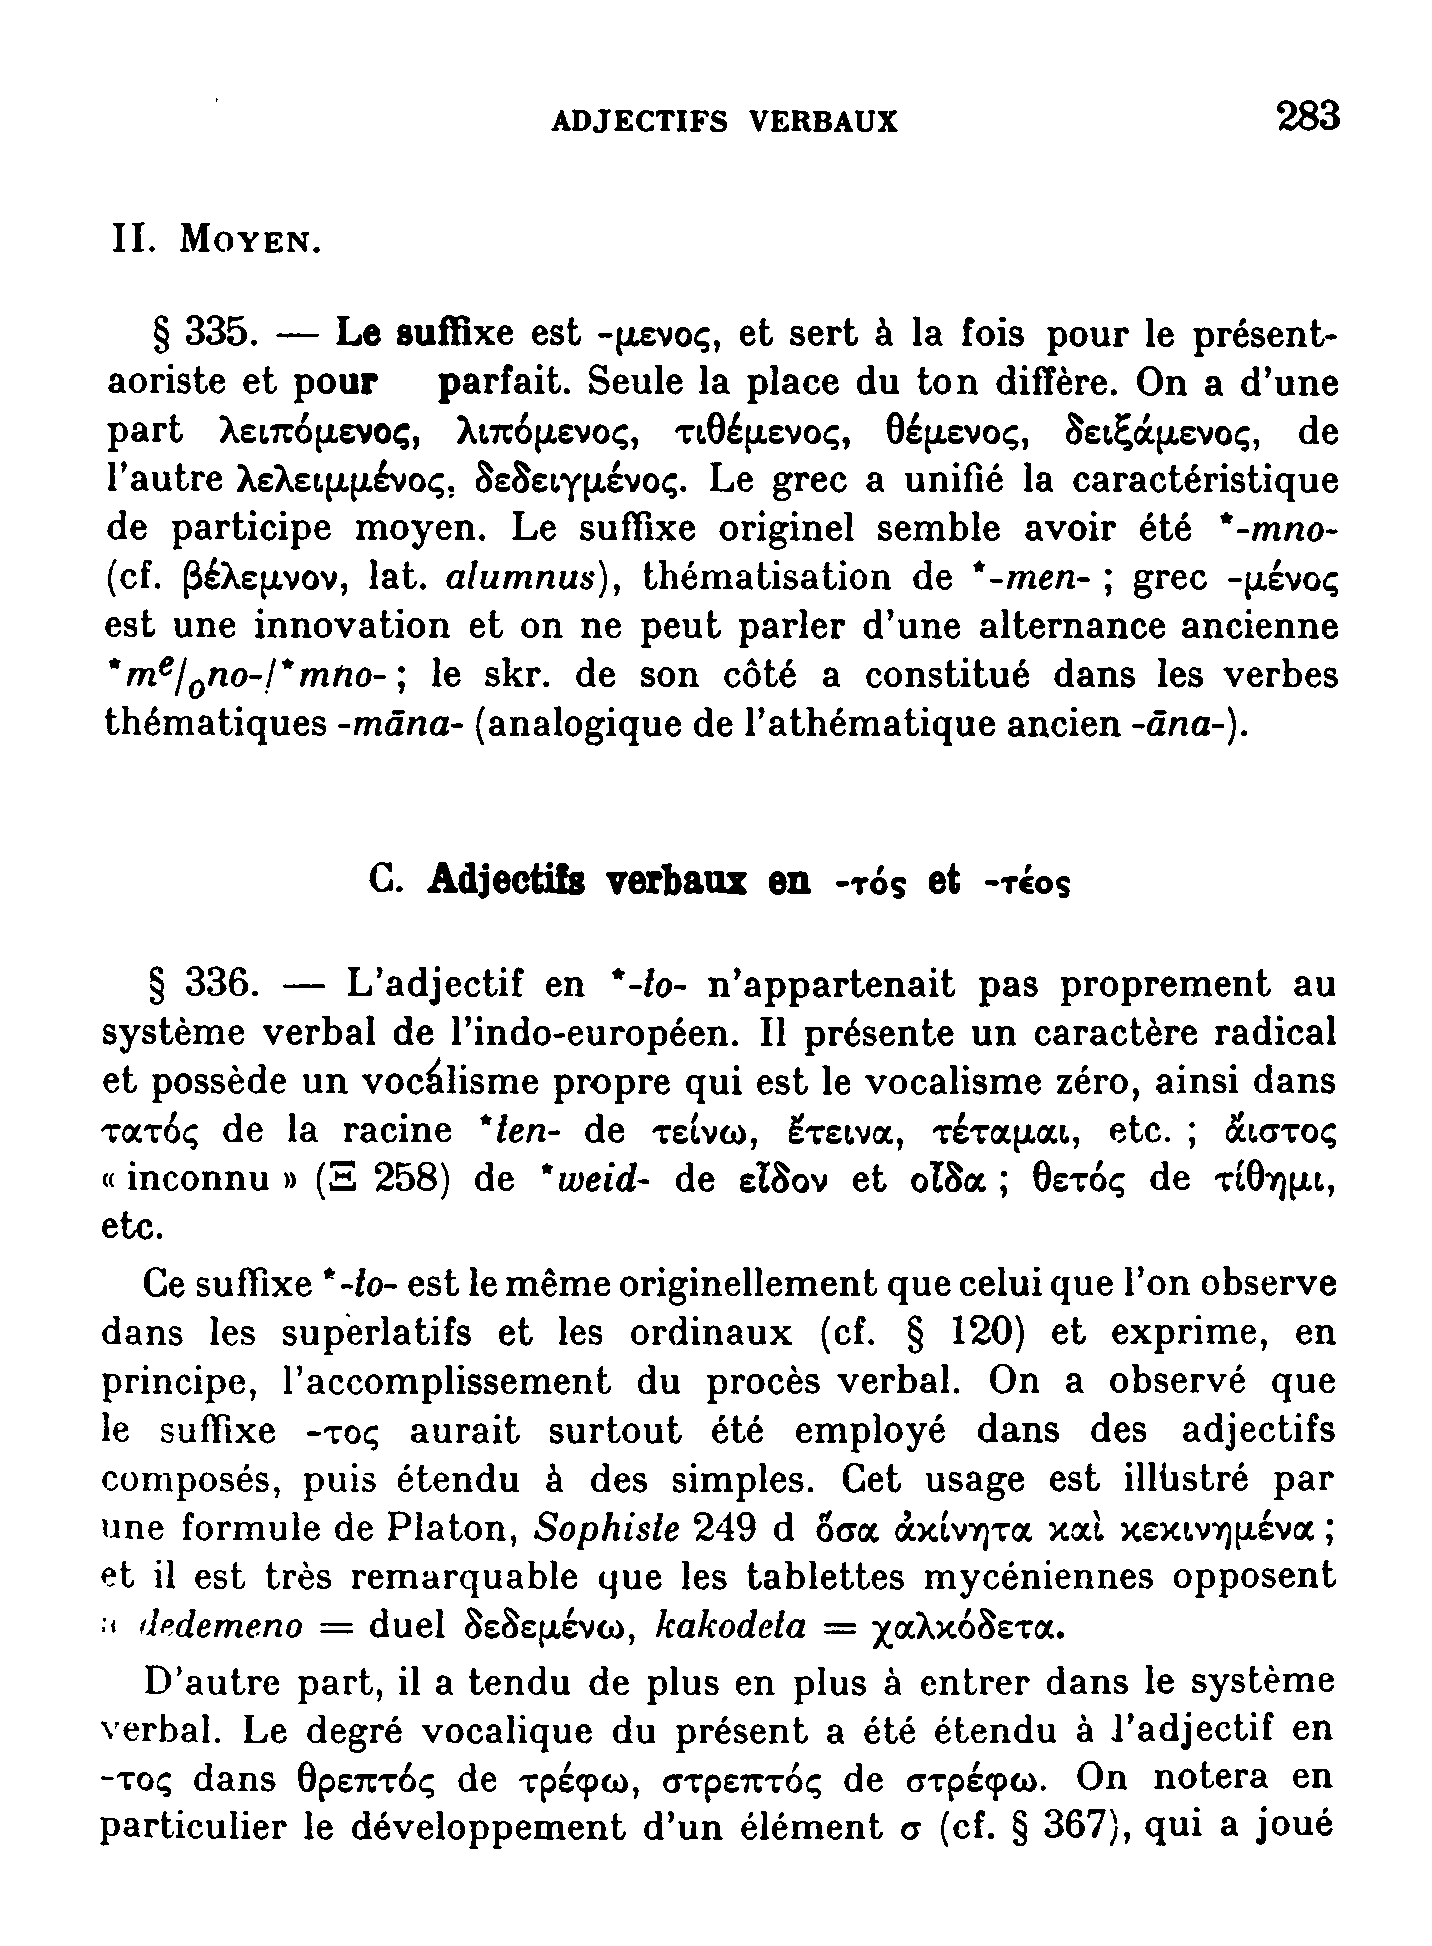 ADJECTIFS VERBAUX 283
II. MOYEN.
§ 335. — Le suffixe est -μενος, et sert à la fois pour le présent-
aoriste et pour parfait. Seule la place du ton diffère. On a d'une
part λειπόμενος, λιπόμενος, τιθέμενος, θέμενος, δειξάμενος, de
l'autre λελειμμένος, δεδειγμένος. Le grec a unifié la caractéristique
de participe moyen. Le suffixe originel semble avoir été *-mno-
(cf. βέλεμνον, lat. alumnus), thématisation de *-men- ; grec -μένος
est une innovation et on ne peut parler d'une alternance ancienne
*me/ono-/*mno- ; le skr. de son côté a constitué dans les verbes
thématiques -māna- (analogique de l'athématique ancien -āna-).
C. Adjectifs verbaux en -τός et -τέος
§ 336. — L'adjectif en *-to- n'appartenait pas proprement au
système verbal de l'indo-européen. Il présente un caractère radical
et possède un vocalisme propre qui est le vocalisme zéro, ainsi dans
τατός de la racine *ten- de τείνω, ἔτεινα, τέταμαι, etc. ; ἄιστος
« inconnu » (Ξ 258) de *weid- de εἶδον et οἶδα ; θετός de τίθημι,
etc.
Ce suffixe *-to- est le même originellement que celui que l'on observe
dans les superlatifs et les ordinaux (cf. § 120) et exprime, en
principe, l'accomplissement du procès verbal. On a observé que
le suffixe -τος aurait surtout été employé dans des adjectifs
composés, puis étendu à des simples. Cet usage est illustré par
une formule de Platon, Sophiste 249 d ὅσα ἀκίνητα καὶ κεκινημένα ;
et il est très remarquable que les tablettes mycéniennes opposent
à dedemeno = duel δεδεμένω, kakodeta = χαλκόδετα.
D'autre part, il a tendu de plus en plus à entrer dans le système
verbal. Le degré vocalique du présent a été étendu à l'adjectif en
-τος dans θρεπτός de τρέφω, στρεπτός de στρέφω. On notera en
particulier le développement d'un élément σ (cf. § 367), qui a joué